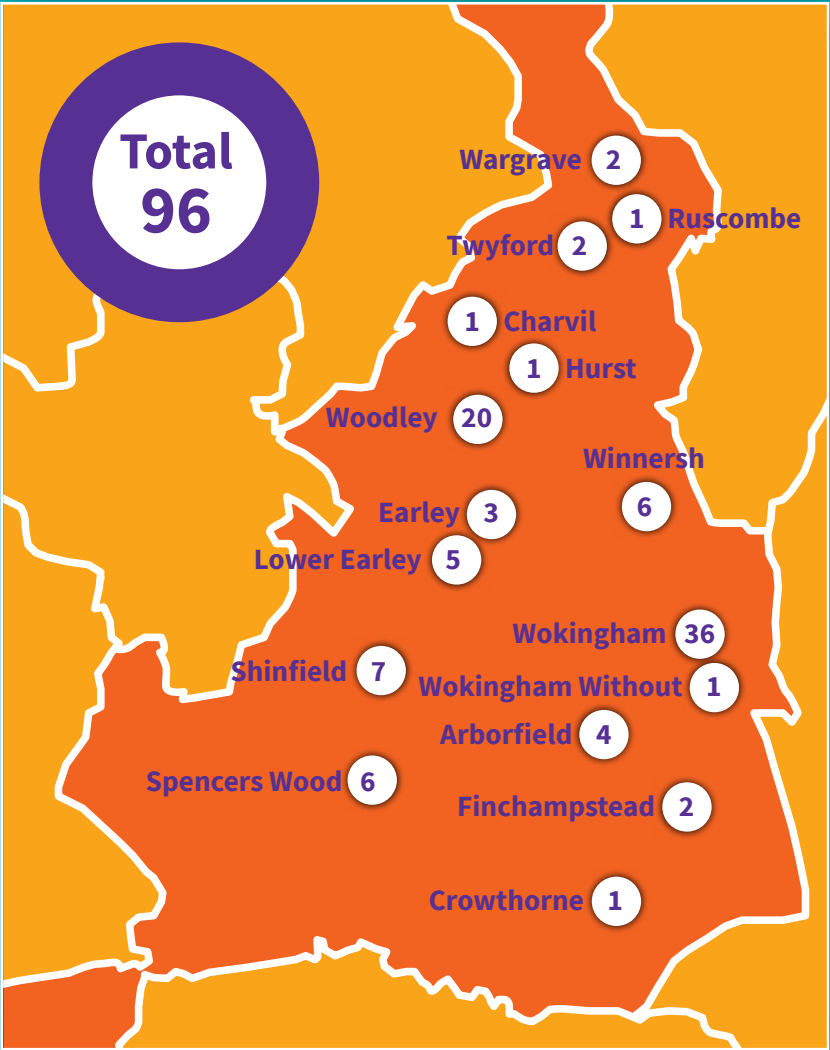 Total
96
Wargrave 2
1 Ruscombe
Twyford 2
1 Charvil
1 Hurst
Woodley 20
Winnersh
6
Earley 3
Lower Earley 5
Wokingham 36
Shinfield 7
Wokingham Without 1
Arborfield 4
Spencers Wood 6
Finchampstead 2
Crowthorne 1